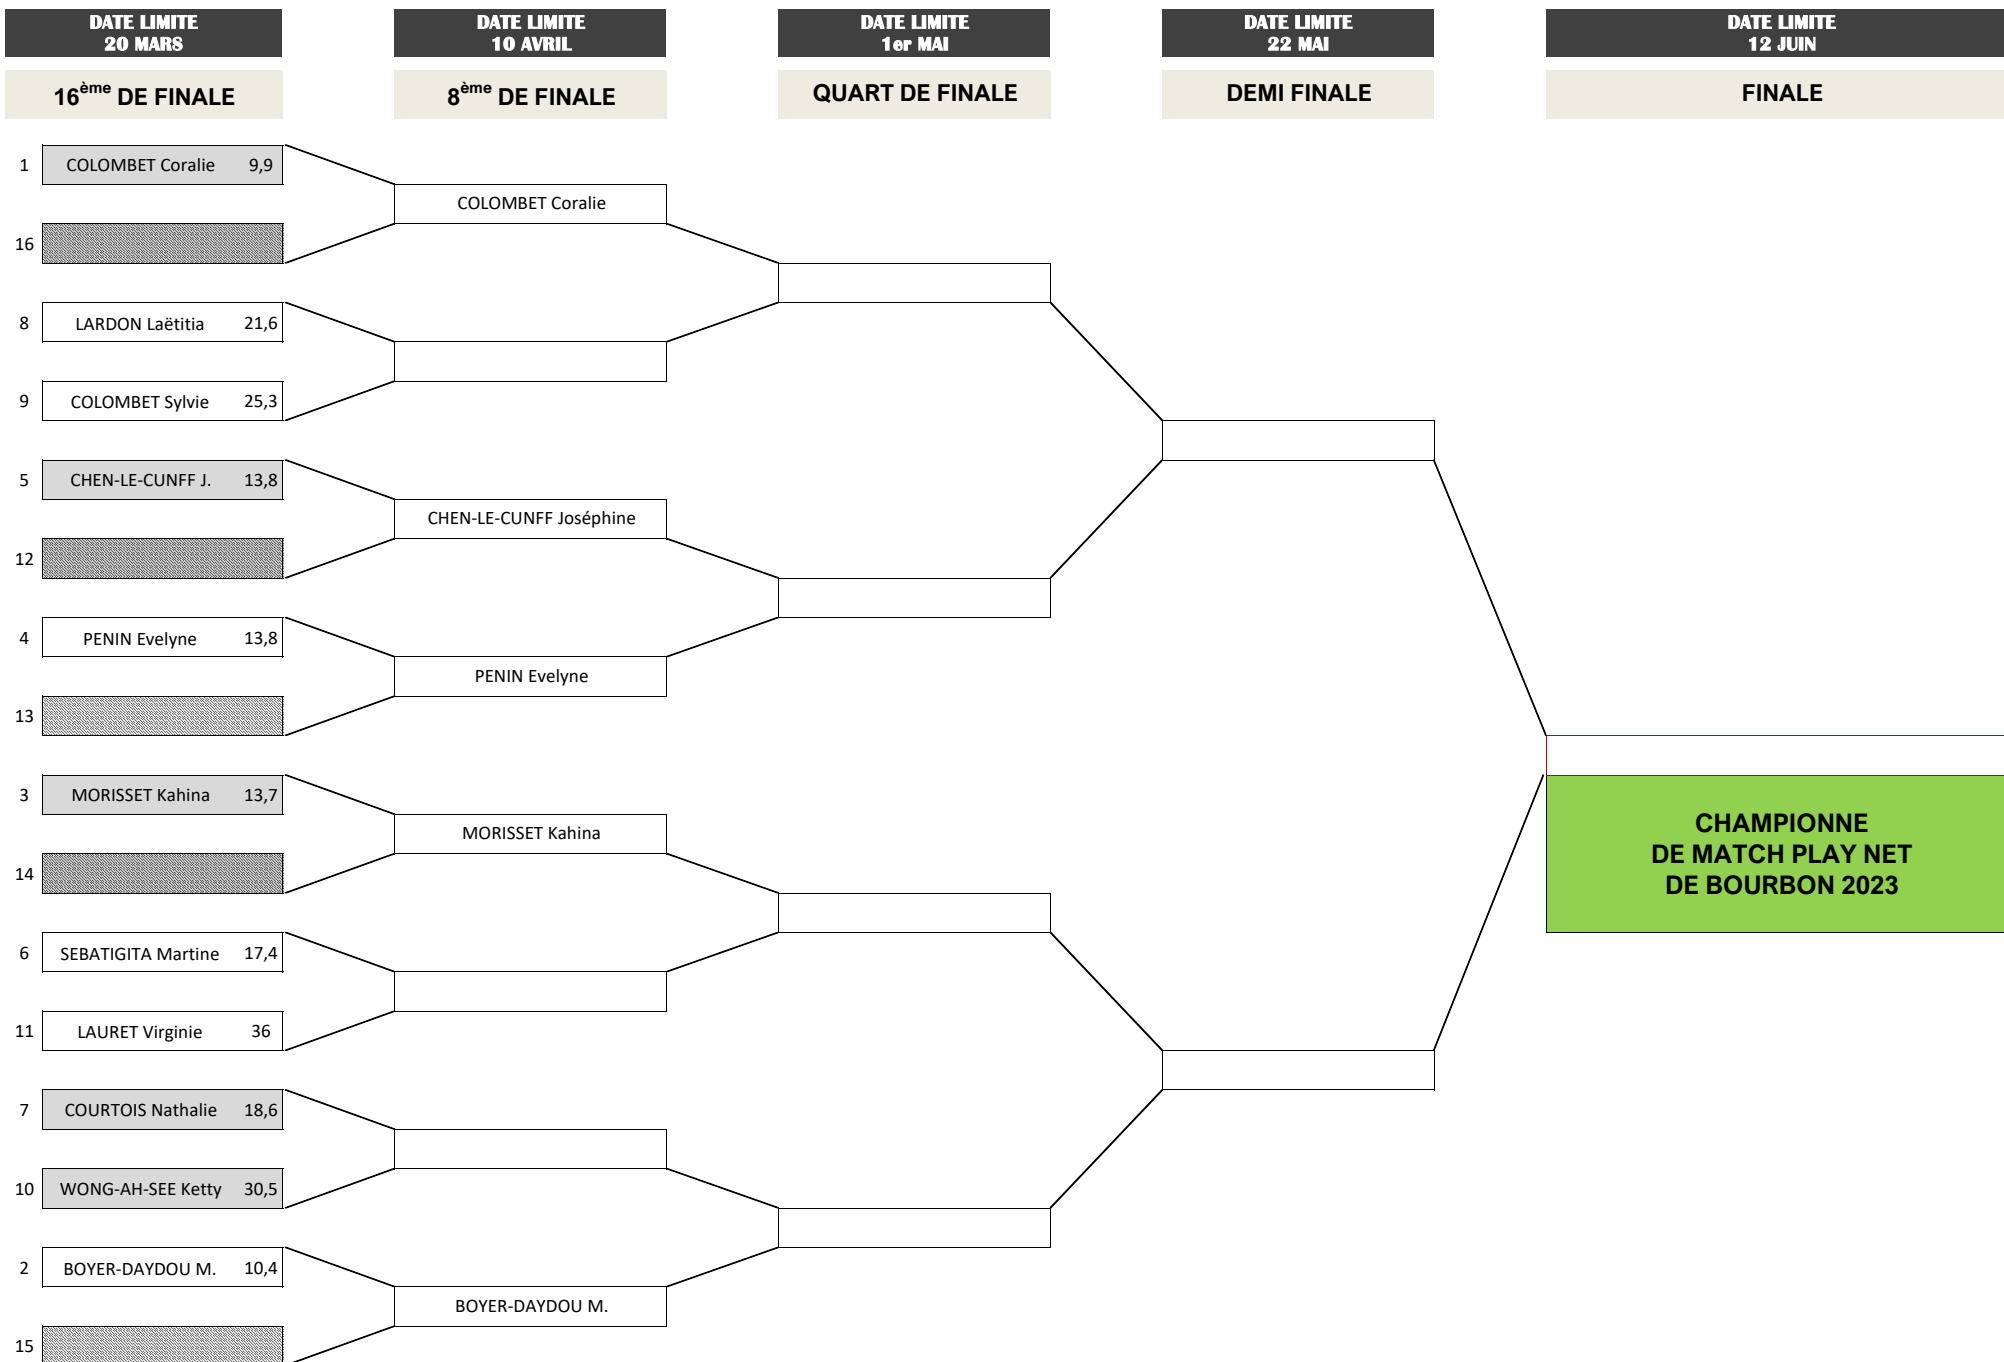 DATE LIMITE
20 MARS
DATE LIMITE
10 AVRIL
DATE LIMITE
1er MAI
DATE LIMITE
22 MAI
DATE LIMITE
12 JUIN
16ème DE FINALE
8ème DE FINALE
QUART DE FINALE
DEMI FINALE
FINALE
1 COLOMBET Coralie 9,9
COLOMBET Coralie
16
8 LARDON Laëtitia 21,6
9 COLOMBET Sylvie 25,3
5 CHEN-LE-CUNFF J. 13,8
CHEN-LE-CUNFF Joséphine
12
4 PENIN Evelyne 13,8
PENIN Evelyne
13
3 MORISSET Kahina 13,7
MORISSET Kahina
14
CHAMPIONNE
DE MATCH PLAY NET
DE BOURBON 2023
6 SEBATIGITA Martine 17,4
11 LAURET Virginie 36
7 COURTOIS Nathalie 18,6
10 WONG-AH-SEE Ketty 30,5
2 BOYER-DAYDOU M. 10,4
BOYER-DAYDOU M.
15